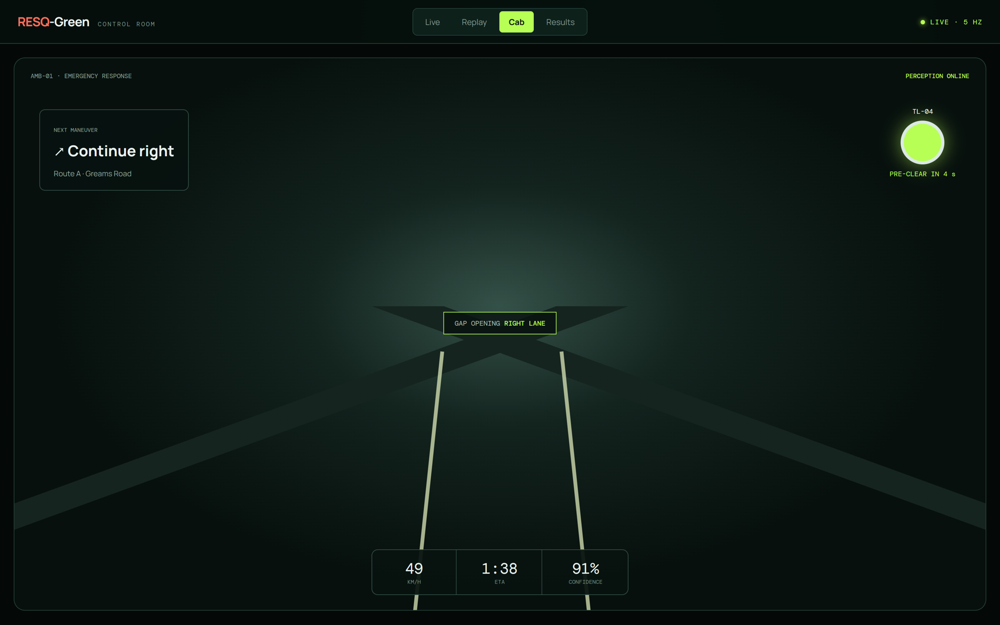 RESQ-Green CONTROL ROOM
Live Replay Cab Results
LIVE · 5 HZ
AMB-01 · EMERGENCY RESPONSE
PERCEPTION ONLINE
NEXT MANEUVER
↗ Continue right
Route A · Greams Road
TL-04
PRE-CLEAR IN 4 s
GAP OPENING RIGHT LANE
49
KM/H
1:38
ETA
91%
CONFIDENCE